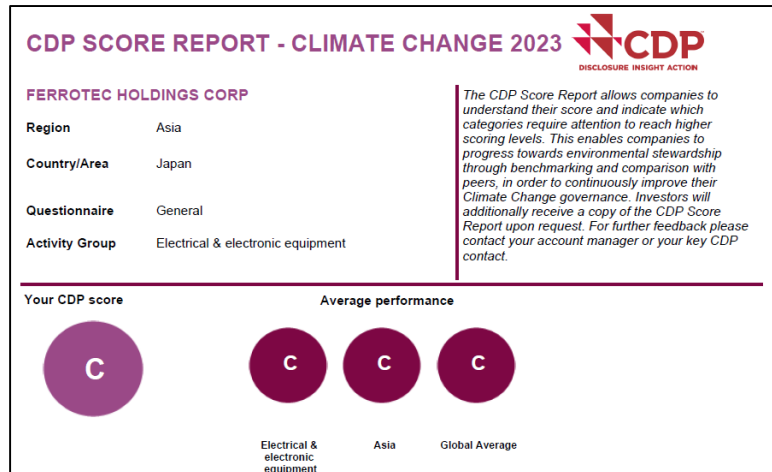 CDP SCORE REPORT - CLIMATE CHANGE 2023
CDP
DISCLOSURE INSIGHT ACTION
FERROTEC HOLDINGS CORP
Region Asia
Country/Area Japan
Questionnaire General
Activity Group Electrical & electronic equipment
The CDP Score Report allows companies to
understand their score and indicate which
categories require attention to reach higher
scoring levels. This enables companies to
progress towards environmental stewardship
through benchmarking and comparison with
peers, in order to continuously improve their
Climate Change governance. Investors will
additionally receive a copy of the CDP Score
Report upon request. For further feedback please
contact your account manager or your key CDP
contact.
Your CDP score
Average performance
C
C C C
Electrical &
electronic
equipment
Asia
Global Average